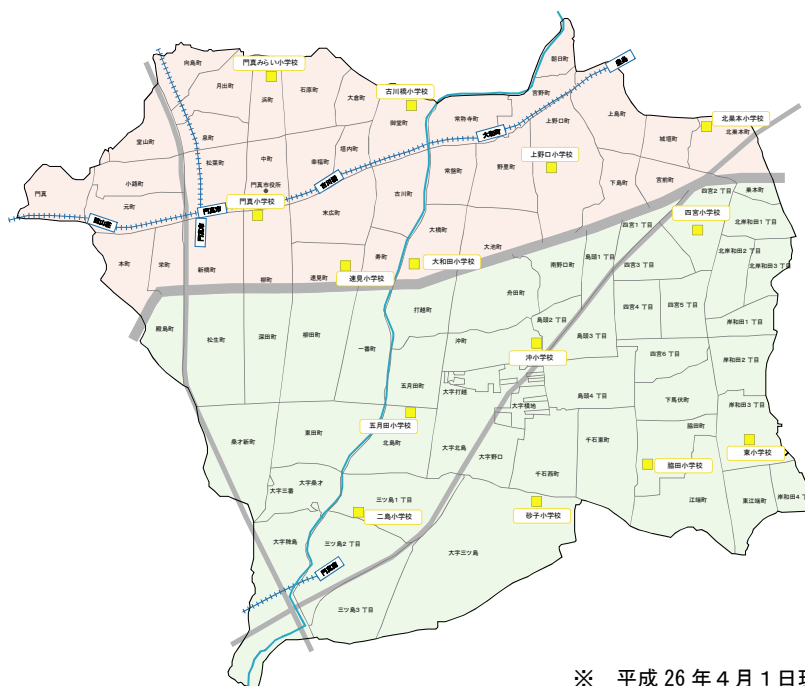 朝日町
向島町
門真みらい小学校
月出町
浜町
石原町
大倉町
古川橋小学校
宮野町
御堂町
常称寺町
上野口町
上島町
北巣本小学校
北巣本町
城垣町
堂山町
泉町
松葉町
中町
垣内町
幸福町
大和田
上野口小学校
常盤町
野里町
下島町
宮前町
門真
小路町
元町
門真市役所
古川橋
古川町
門真小学校
末広町
門真市
西三荘
門真市
四宮2丁目
巣本町
四宮小学校
四宮1丁目
北岸和田1丁目
大橋町
大池町
本町
栄町
新橋町
柳町
速見町
寿町
速見小学校
大和田小学校
南野口町
島頭1丁目
四宮3丁目
北岸和田2丁目
北岸和田3丁目
舟田町
打越町
四宮4丁目
四宮5丁目
島頭2丁目
島頭3丁目
岸和田1丁目
殿島町
松生町
深田町
柳田町
一番町
沖町
沖小学校
四宮6丁目
岸和田2丁目
五月田町
大字打越
島頭4丁目
下馬伏町
大字横地
岸和田3丁目
五月田小学校
脇田町
桑才新町
東田町
北島町
大字北島
大字野口
千石東町
東小学校
脇田小学校
千石西町
大字桑才
大字三番
三ツ島1丁目
江端町
東江端町
岸和田4丁
二島小学校
砂子小学校
大字稗島
三ツ島2丁目
大字三ツ島
門真南
三ツ島3丁目
※ 平成26年4月1日現